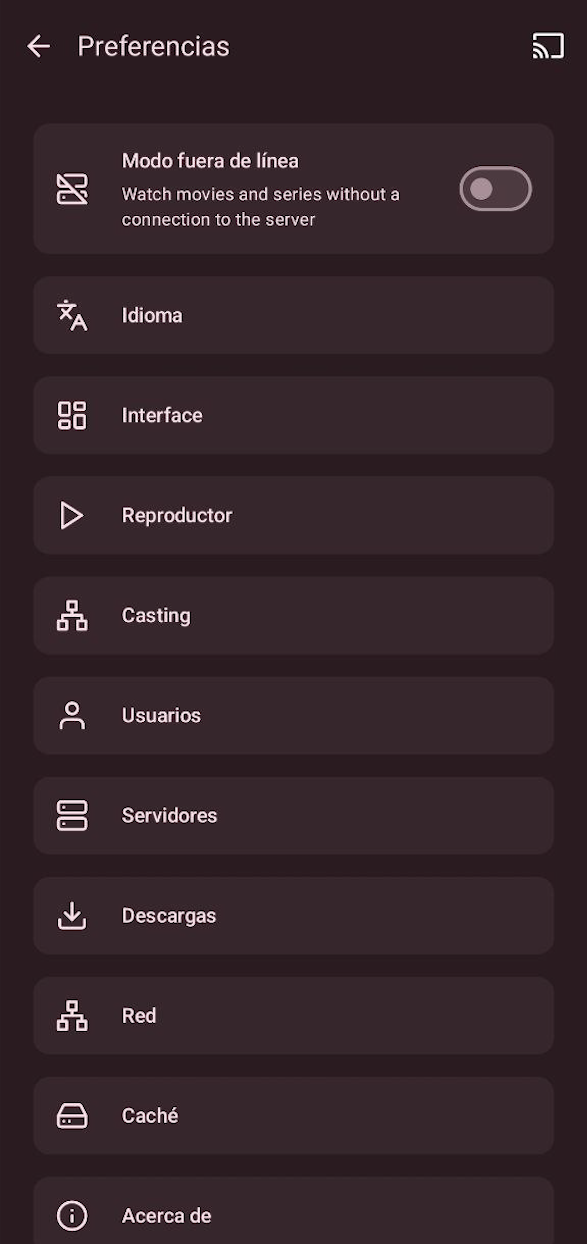 Preferencias
Modo fuera de línea
Watch movies and series without a
connection to the server
Idioma
Interface
Reproductor
Casting
Usuarios
Servidores
Descargas
Red
Caché
Acerca de